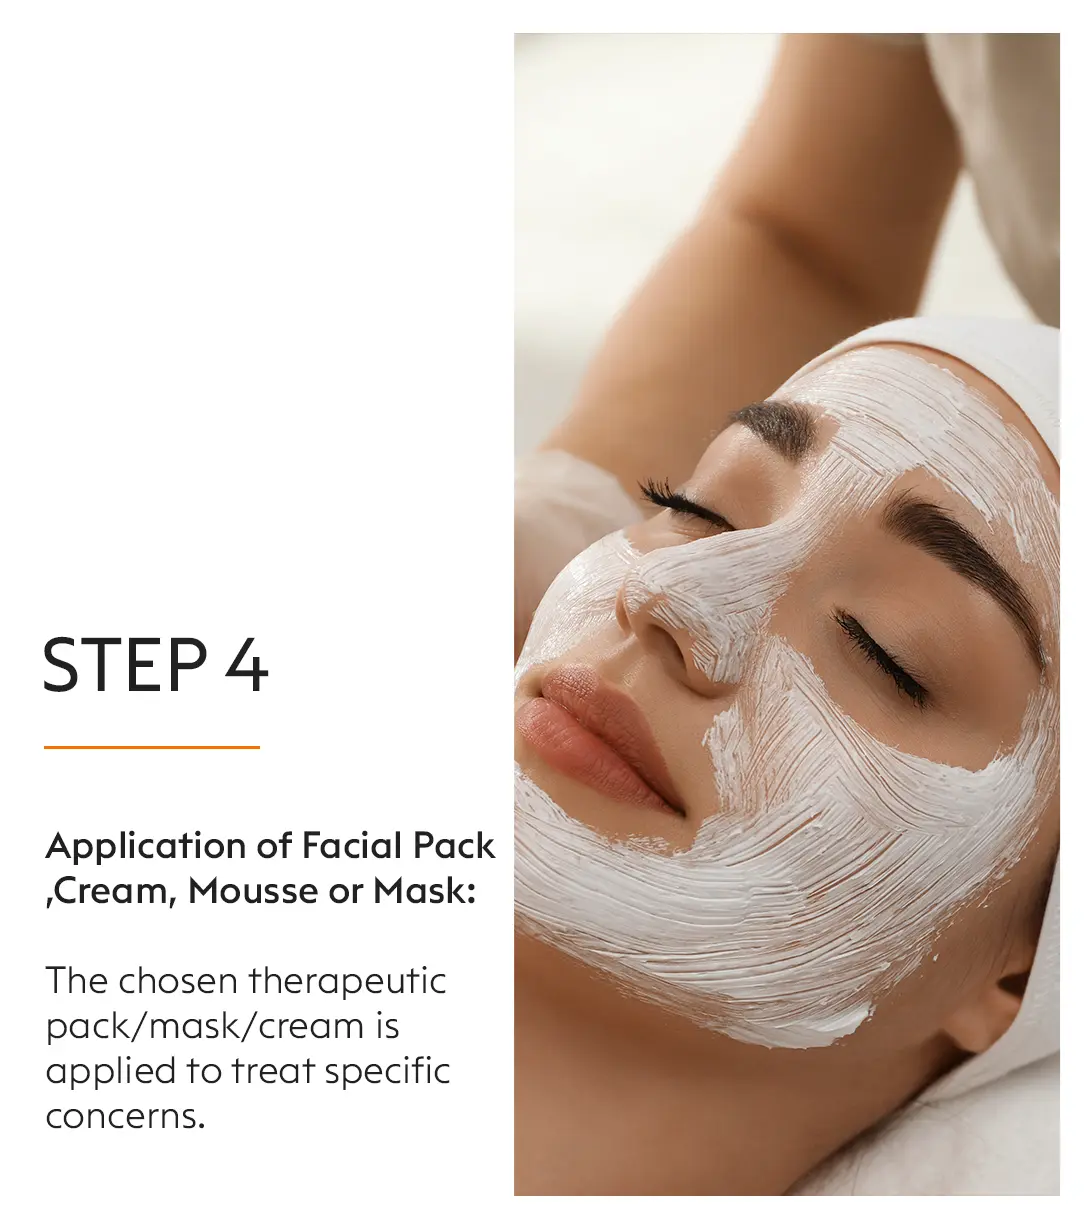 STEP 4
Application of Facial Pack
,Cream, Mousse or Mask:
The chosen therapeutic
pack/mask/cream is
applied to treat specific
concerns.